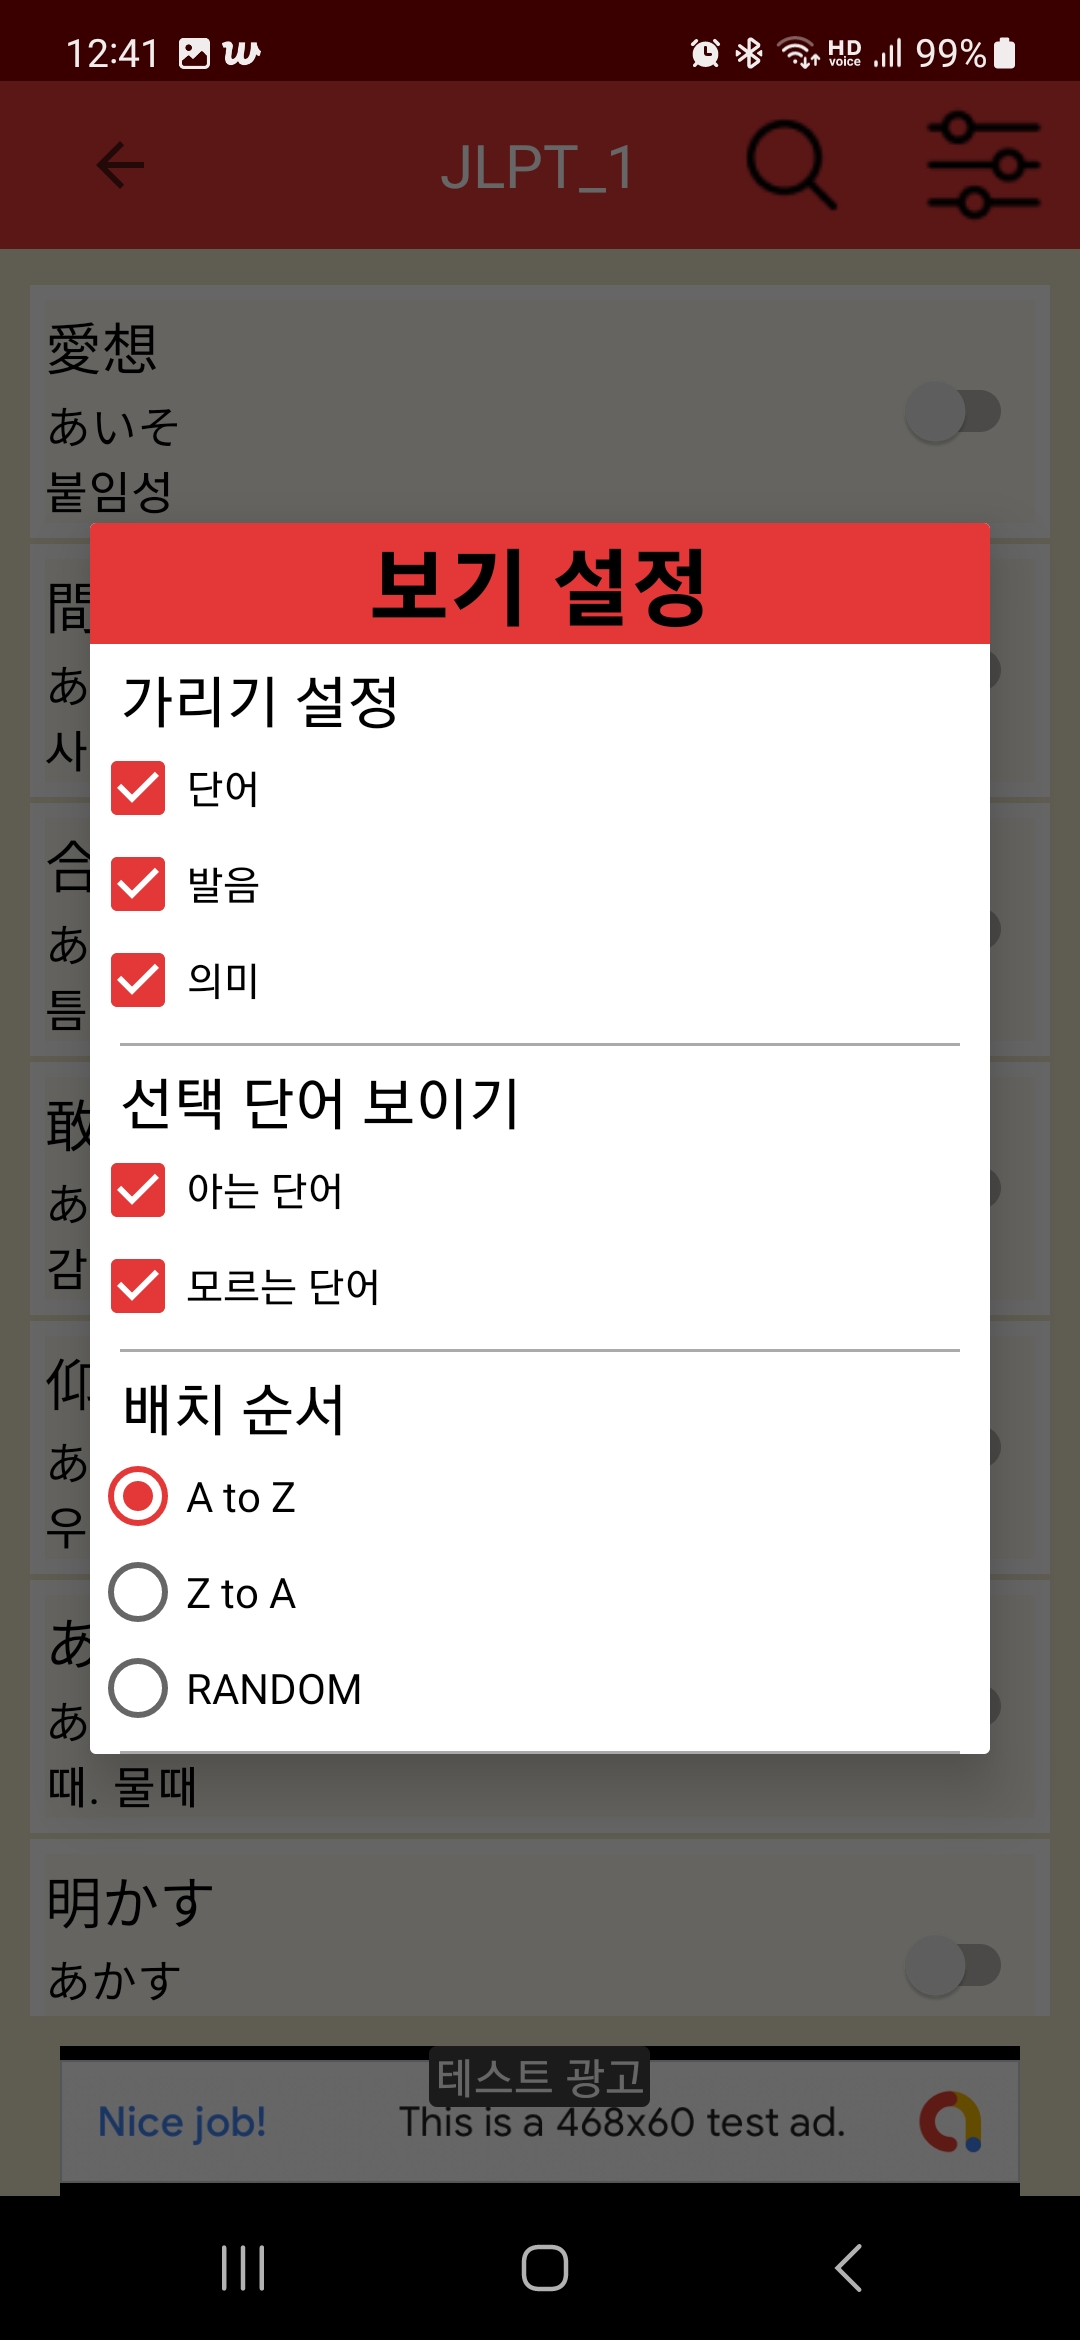 12:41
HD voice 99%
JLPT_1
愛想
あいそ
붙임성
間
あ
사
合
あ
틈
敢
あ
감
仰
あ
우
あ
あ
때. 물때
明かす
あかす
보기 설정
가리기 설정
단어
발음
의미
선택 단어 보이기
아는 단어
모르는 단어
배치 순서
A to Z
Z to A
RANDOM
테스트 광고
Nice job!
This is a 468x60 test ad.